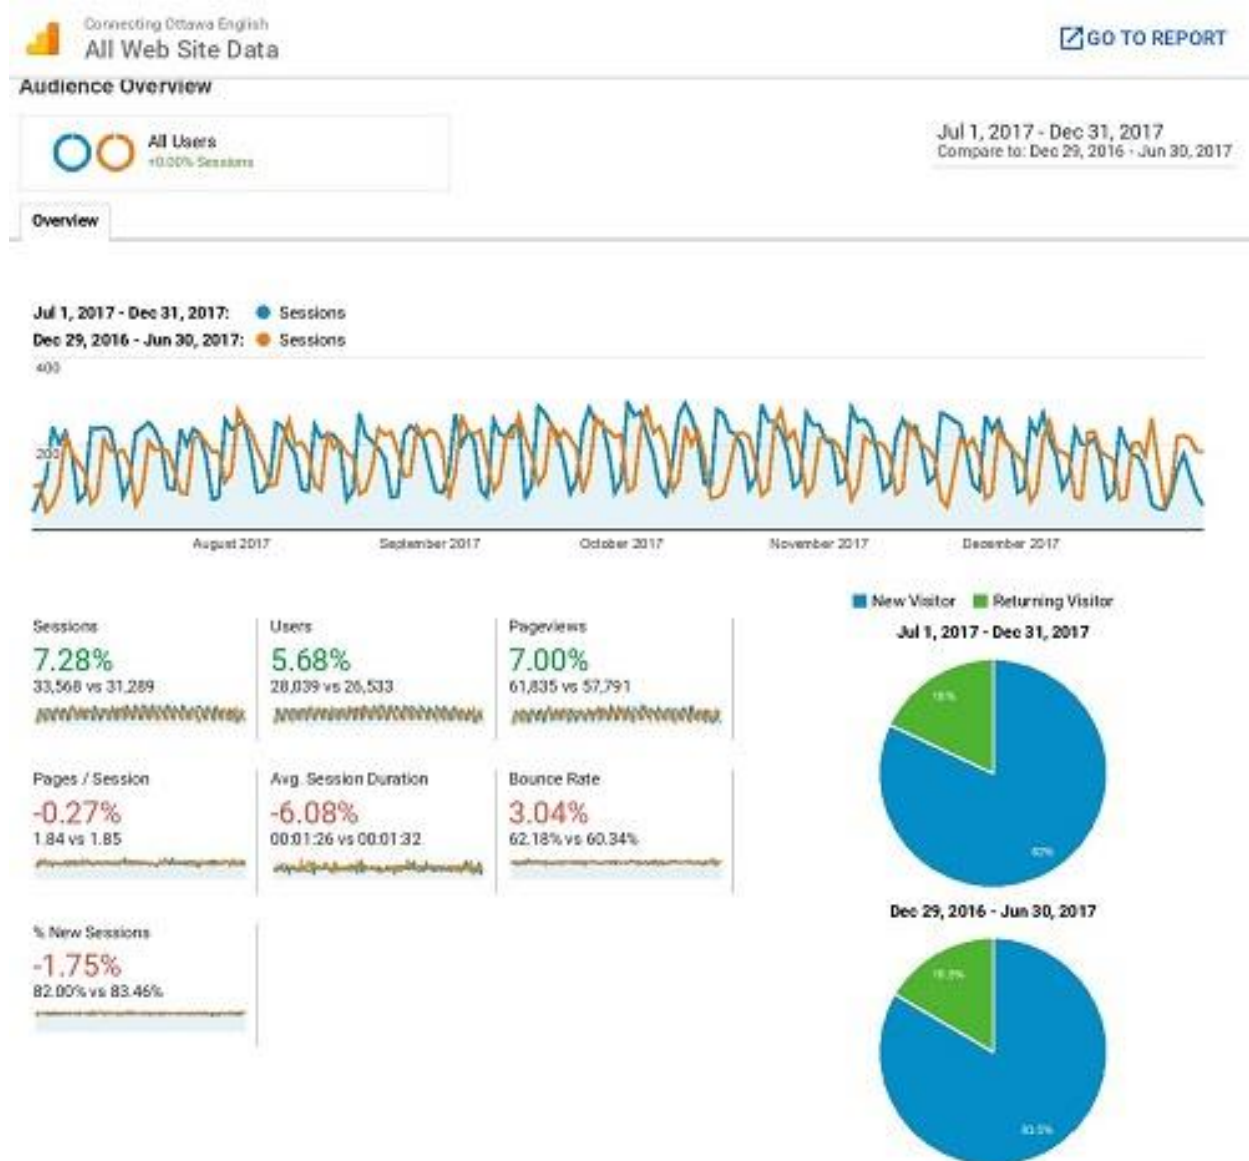 Connecting Ottawa English
All Web Site Data
GO TO REPORT
Audience Overview
All Users
+0.00% Sessions
Jul 1, 2017 - Dec 31, 2017
Compare to: Dec 29, 2016 - Jun 30, 2017
Overview
Jul 1, 2017 - Dec 31, 2017: Sessions
Dec 29, 2016 - Jun 30, 2017: Sessions
400
200
August 2017 September 2017 October 2017 November 2017 December 2017
New Visitor Returning Visitor
Jul 1, 2017 - Dec 31, 2017
18%
82%
Dec 29, 2016 - Jun 30, 2017
83.5%
Sessions
7.28%
33,568 vs 31,289
Users
5.68%
28,039 vs 26,533
Pageviews
7.00%
61,835 vs 57,791
Pages / Session
-0.27%
1.84 vs 1.85
Avg. Session Duration
-6.08%
00:01:26 vs 00:01:32
Bounce Rate
3.04%
62.18% vs 60.34%
% New Sessions
-1.75%
82.00% vs 83.46%